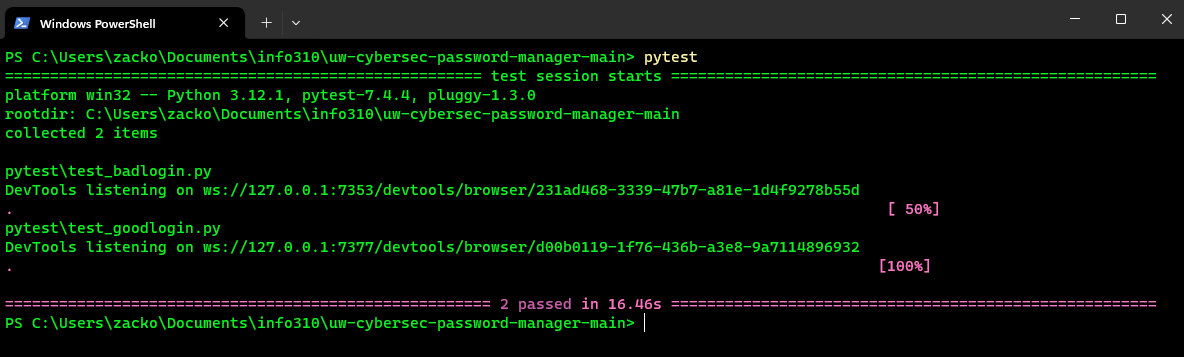 Windows PowerShell
PS C:\Users\zacko\Documents\info310\uw-cybersec-password-manager-main> pytest
===================================================== test session starts ======================================================
platform win32 -- Python 3.12.1, pytest-7.4.4, pluggy-1.3.0
rootdir: C:\Users\zacko\Documents\info310\uw-cybersec-password-manager-main
collected 2 items
pytest\test_badlogin.py
DevTools listening on ws://127.0.0.1:7353/devtools/browser/231ad468-3339-47b7-a81e-1d4f9278b55d
. [ 50%]
pytest\test_goodlogin.py
DevTools listening on ws://127.0.0.1:7377/devtools/browser/d00b0119-1f76-436b-a3e8-9a7114896932
. [100%]
====================================================== 2 passed in 16.46s ======================================================
PS C:\Users\zacko\Documents\info310\uw-cybersec-password-manager-main>